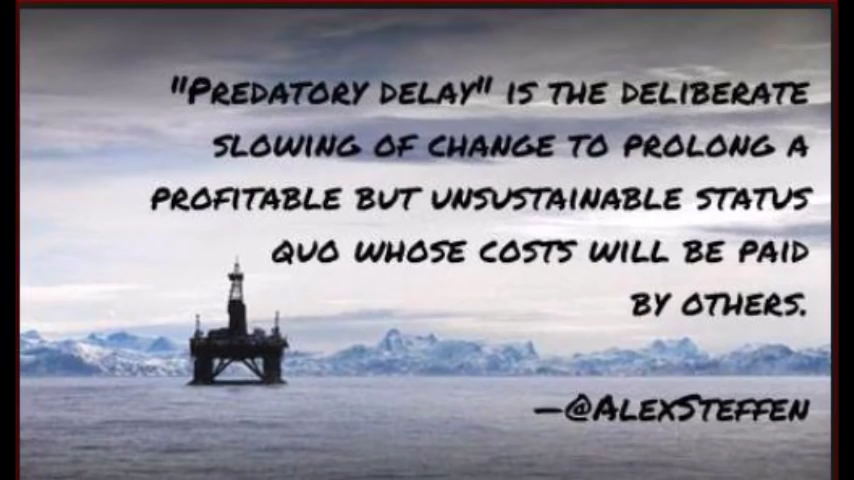 "PREDATORY DELAY" IS THE DELIBERATE
SLOWING OF CHANGE TO PROLONG A
PROFITABLE BUT UNSUSTAINABLE STATUS
QUO WHOSE COSTS WILL BE PAID
BY OTHERS.
—@ALEXSTEFFEN